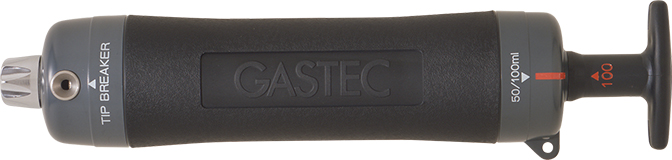 TIP BREAKER
GASTEC
50/100ml
100